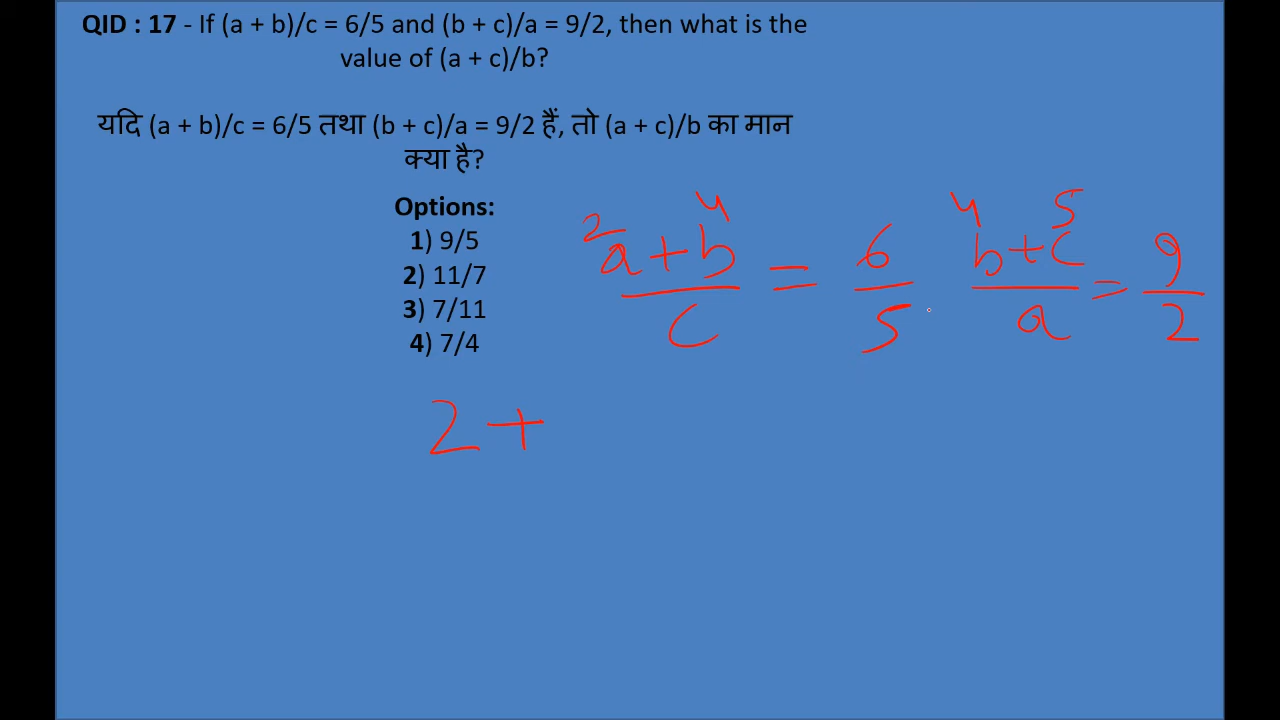 QID : 17 - If (a + b)/c = 6/5 and (b + c)/a = 9/2, then what is the
value of (a + c)/b?
यदि (a + b)/c = 6/5 तथा (b + c)/a = 9/2 हैं, तो (a + c)/b का मान
क्या है?
Options:
1) 9/5
2) 11/7
3) 7/11
4) 7/4
2 4 4 5
a+b = 6 b+c = 9
c 5 a 2
2+